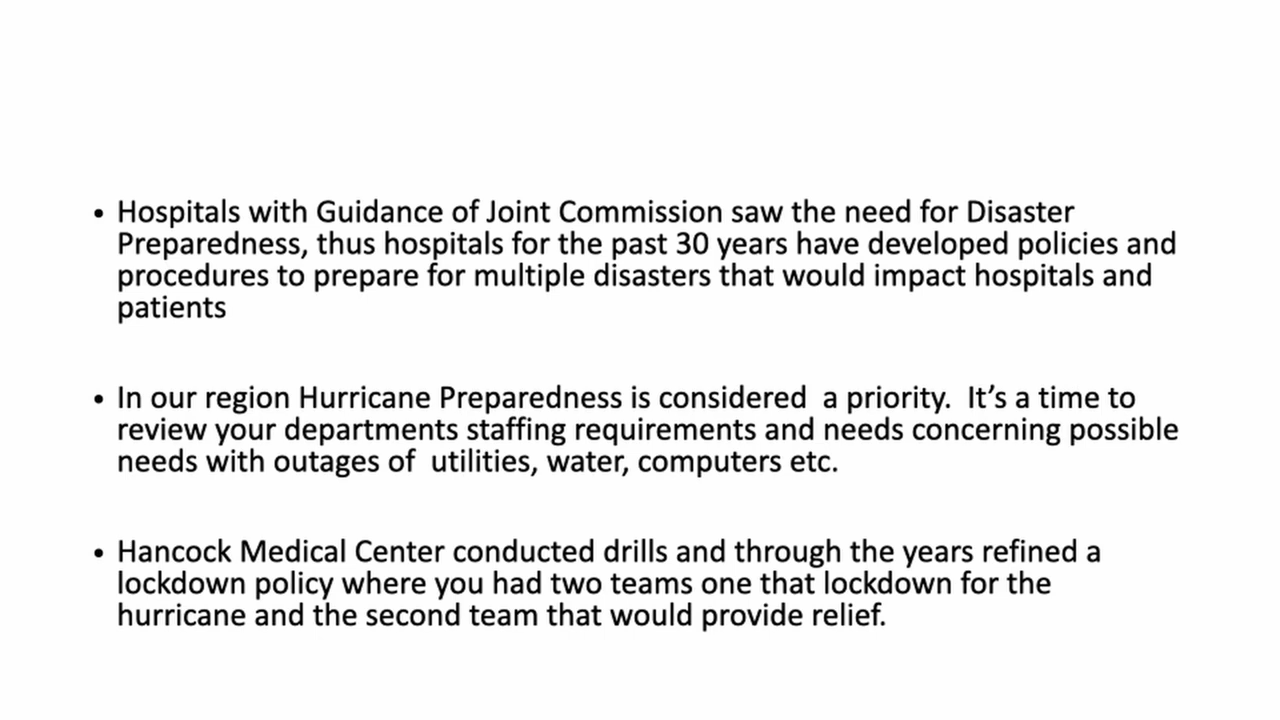 • Hospitals with Guidance of Joint Commission saw the need for Disaster
Preparedness, thus hospitals for the past 30 years have developed policies and
procedures to prepare for multiple disasters that would impact hospitals and
patients
• In our region Hurricane Preparedness is considered  a priority.  It’s a time to
review your departments staffing requirements and needs concerning possible
needs with outages of  utilities, water, computers etc.
• Hancock Medical Center conducted drills and through the years refined a
lockdown policy where you had two teams one that lockdown for the
hurricane and the second team that would provide relief.